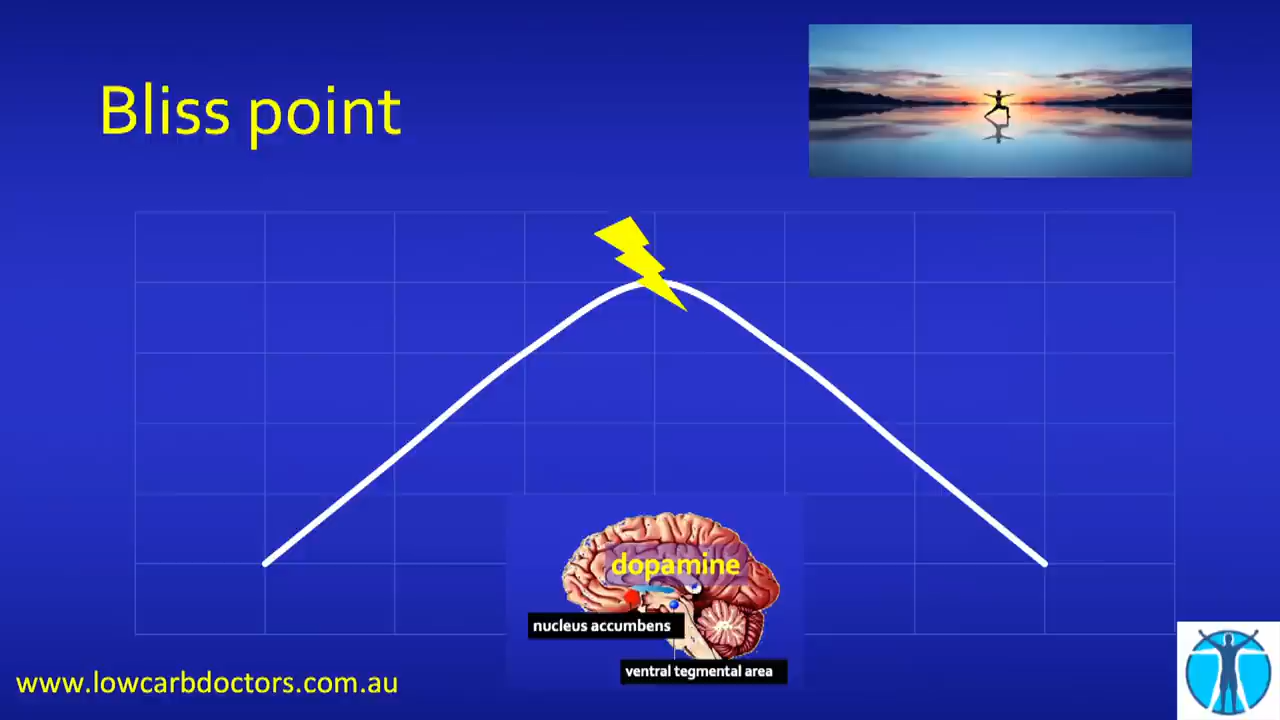 Bliss point
dopamine
nucleus accumbens
ventral tegmental area
www.lowcarbdoctors.com.au